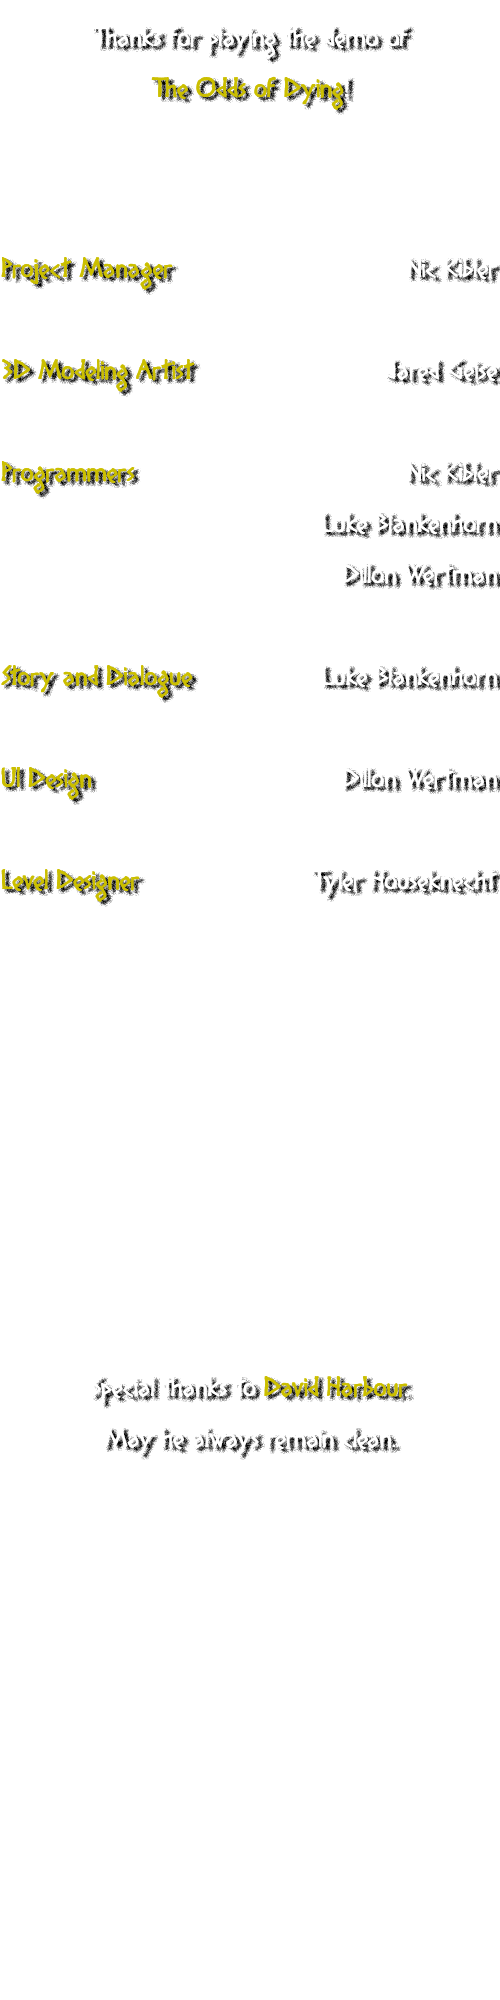 Thanks for playing the demo of
The Odds of Dying!
Project Manager Nic Kibler
3D Modeling Artist Jared Geise
Programmers Nic Kibler
Luke Blankenhorn
Dillon Wertman
Story and Dialogue Luke Blankenhorn
UI Design Dillon Wertman
Level Designer Tyler Houseknecht
Special thanks to David Harbour.
May he always remain clean.